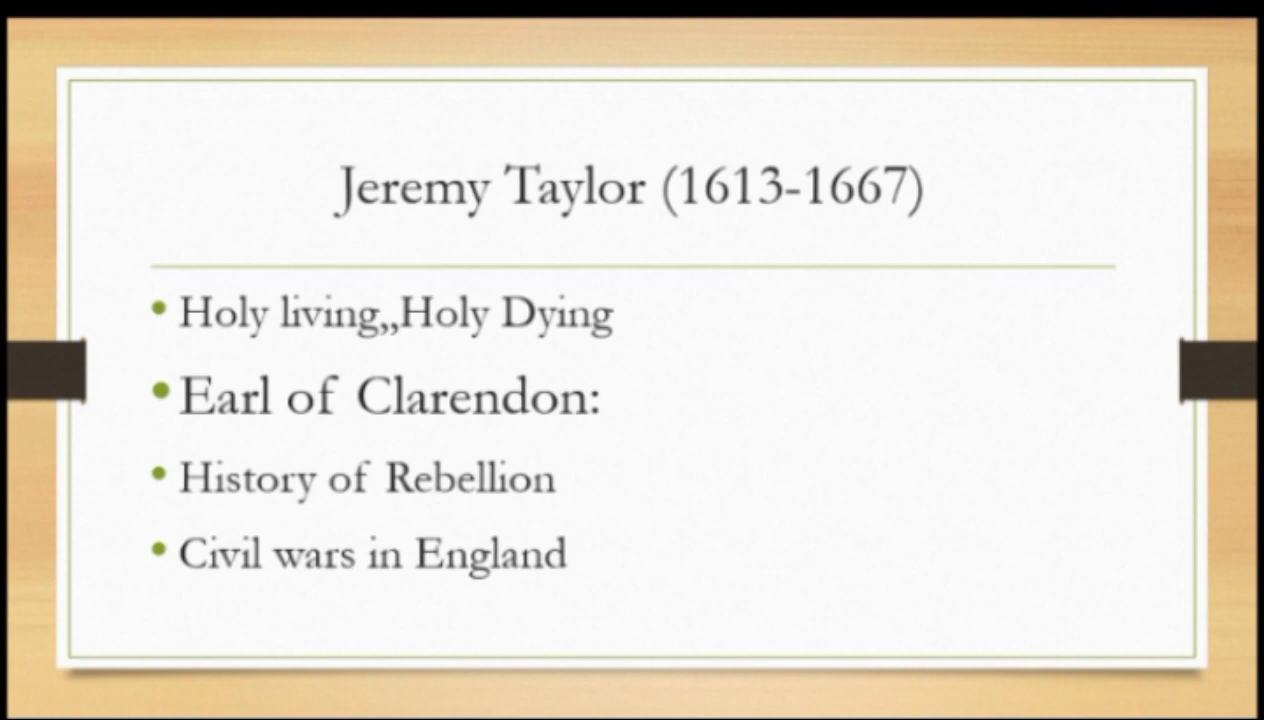 Jeremy Taylor (1613-1667)
• Holy living,,Holy Dying
• Earl of Clarendon:
• History of Rebellion
• Civil wars in England